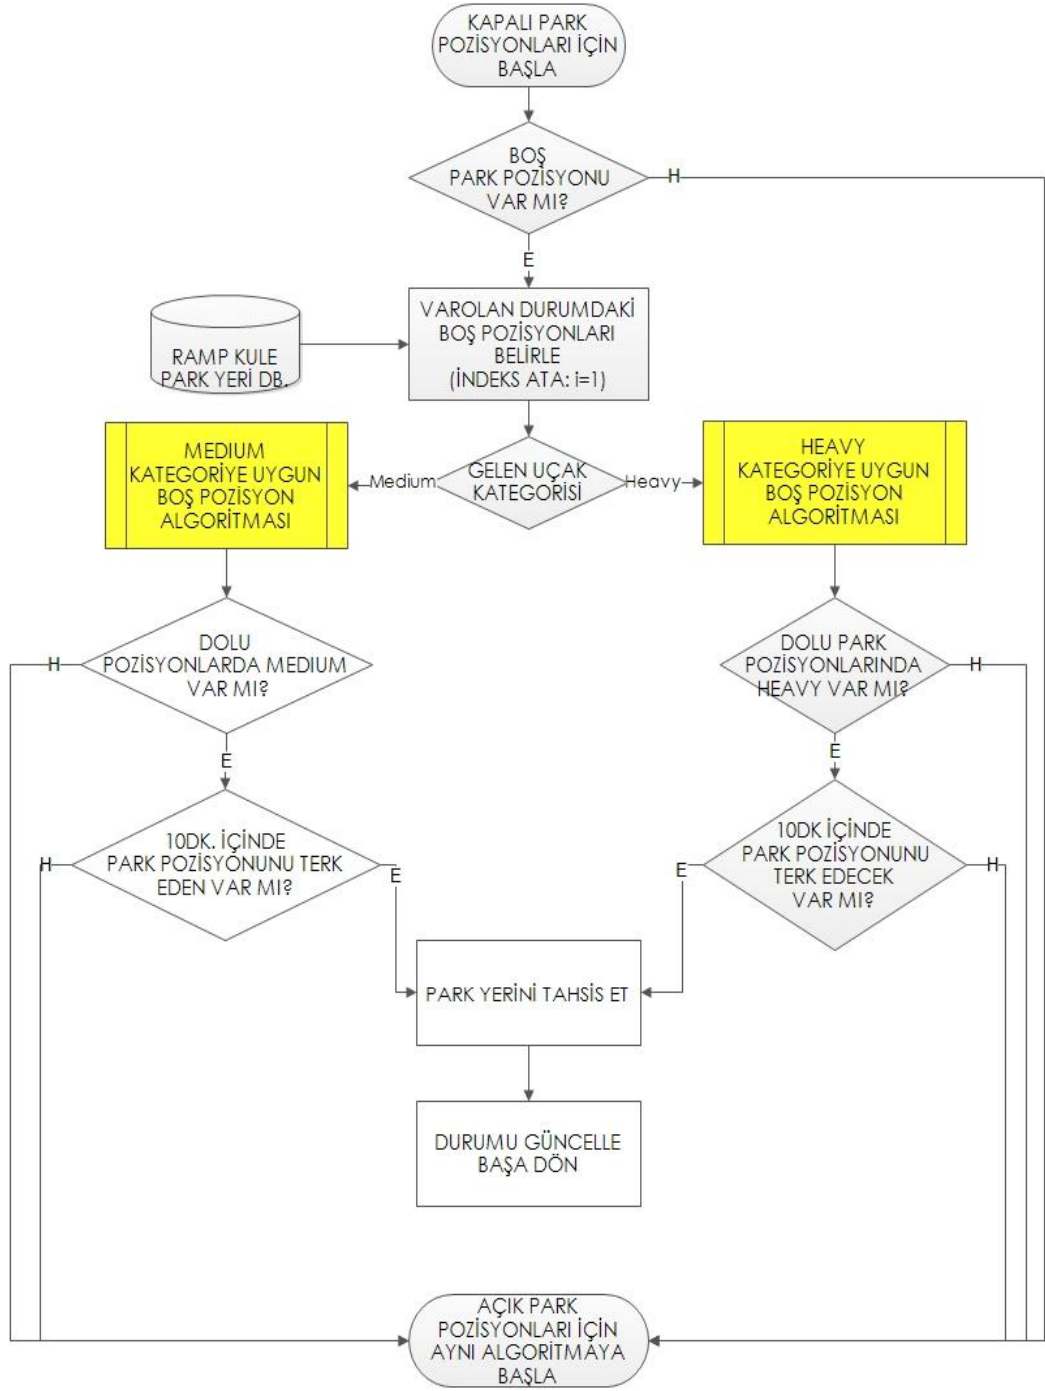 KAPALI PARK
POZİSYONLARI İÇİN
BAŞLA
BOŞ
PARK POZİSYONU
VAR MI?
H
E
VAROLAN DURUMDAKİ
BOŞ POZİSYONLARI
BELİRLE
(İNDEKS ATA: i=1)
RAMP KULE
PARK YERİ DB.
MEDIUM
KATEGORİYE UYGUN
BOŞ POZİSYON
ALGORİTMASI
Medium
GELEN UÇAK
KATEGORİSİ
Heavy
HEAVY
KATEGORİYE UYGUN
BOŞ POZİSYON
ALGORİTMASI
H
DOLU
POZİSYONLARDA MEDIUM
VAR MI?
E
DOLU PARK
POZİSYONLARINDA
HEAVY VAR MI?
H
E
H
10DK. İÇİNDE
PARK POZİSYONUNU TERK
EDEN VAR MI?
E
E
10DK İÇİNDE
PARK POZİSYONUNU
TERK EDECEK
VAR MI?
H
PARK YERİNİ TAHSİS ET
DURUMU GÜNCELLE
BAŞA DÖN
AÇIK PARK
POZİSYONLARI İÇİN
AYNI ALGORİTMAYA
BAŞLA